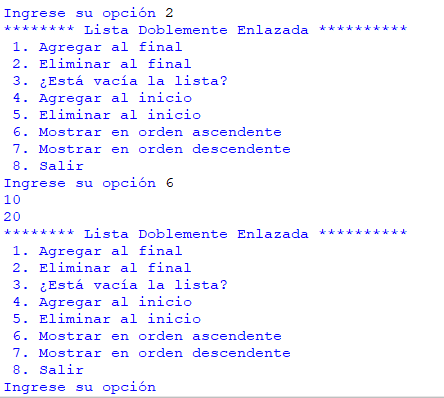 Ingrese su opción 2
******** Lista Doblemente Enlazada **********
1. Agregar al final
2. Eliminar al final
3. ¿Está vacía la lista?
4. Agregar al inicio
5. Eliminar al inicio
6. Mostrar en orden ascendente
7. Mostrar en orden descendente
8. Salir
Ingrese su opción 6
10
20
******** Lista Doblemente Enlazada **********
1. Agregar al final
2. Eliminar al final
3. ¿Está vacía la lista?
4. Agregar al inicio
5. Eliminar al inicio
6. Mostrar en orden ascendente
7. Mostrar en orden descendente
8. Salir
Ingrese su opción